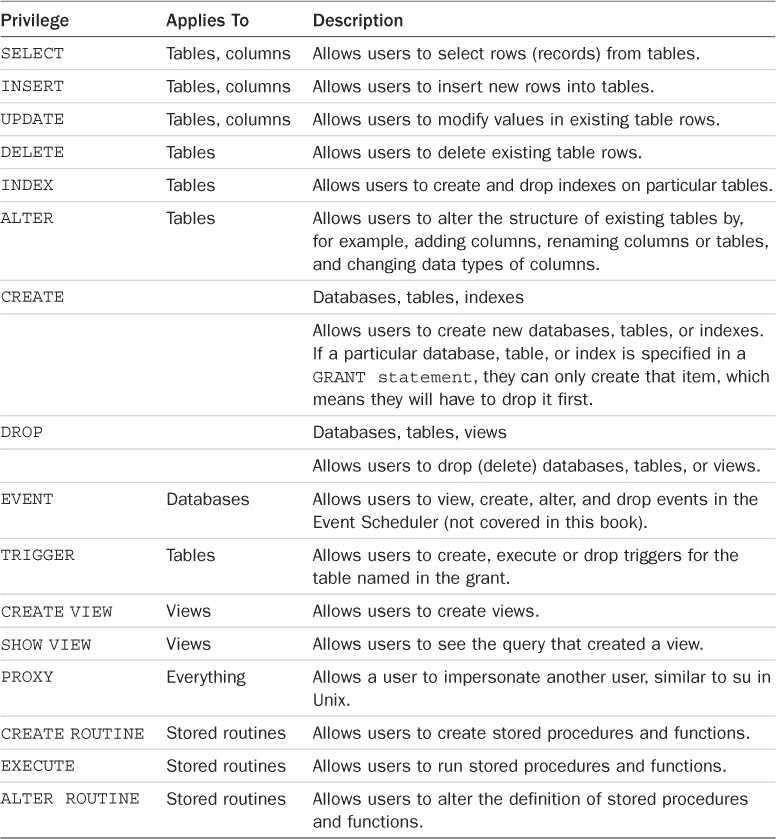 Privilege Applies To Description
SELECT Tables, columns Allows users to select rows (records) from tables.
INSERT Tables, columns Allows users to insert new rows into tables.
UPDATE Tables, columns Allows users to modify values in existing table rows.
DELETE Tables Allows users to delete existing table rows.
INDEX Tables Allows users to create and drop indexes on particular tables.
ALTER Tables Allows users to alter the structure of existing tables by,
for example, adding columns, renaming columns or tables,
and changing data types of columns.
CREATE Databases, tables, indexes
Allows users to create new databases, tables, or indexes.
If a particular database, table, or index is specified in a
GRANT statement, they can only create that item, which
means they will have to drop it first.
DROP Databases, tables, views
Allows users to drop (delete) databases, tables, or views.
EVENT Databases Allows users to view, create, alter, and drop events in the
Event Scheduler (not covered in this book).
TRIGGER Tables Allows users to create, execute or drop triggers for the
table named in the grant.
CREATE VIEW Views Allows users to create views.
SHOW VIEW Views Allows users to see the query that created a view.
PROXY Everything Allows a user to impersonate another user, similar to su in
Unix.
CREATE ROUTINE Stored routines Allows users to create stored procedures and functions.
EXECUTE Stored routines Allows users to run stored procedures and functions.
ALTER ROUTINE Stored routines Allows users to alter the definition of stored procedures
and functions.